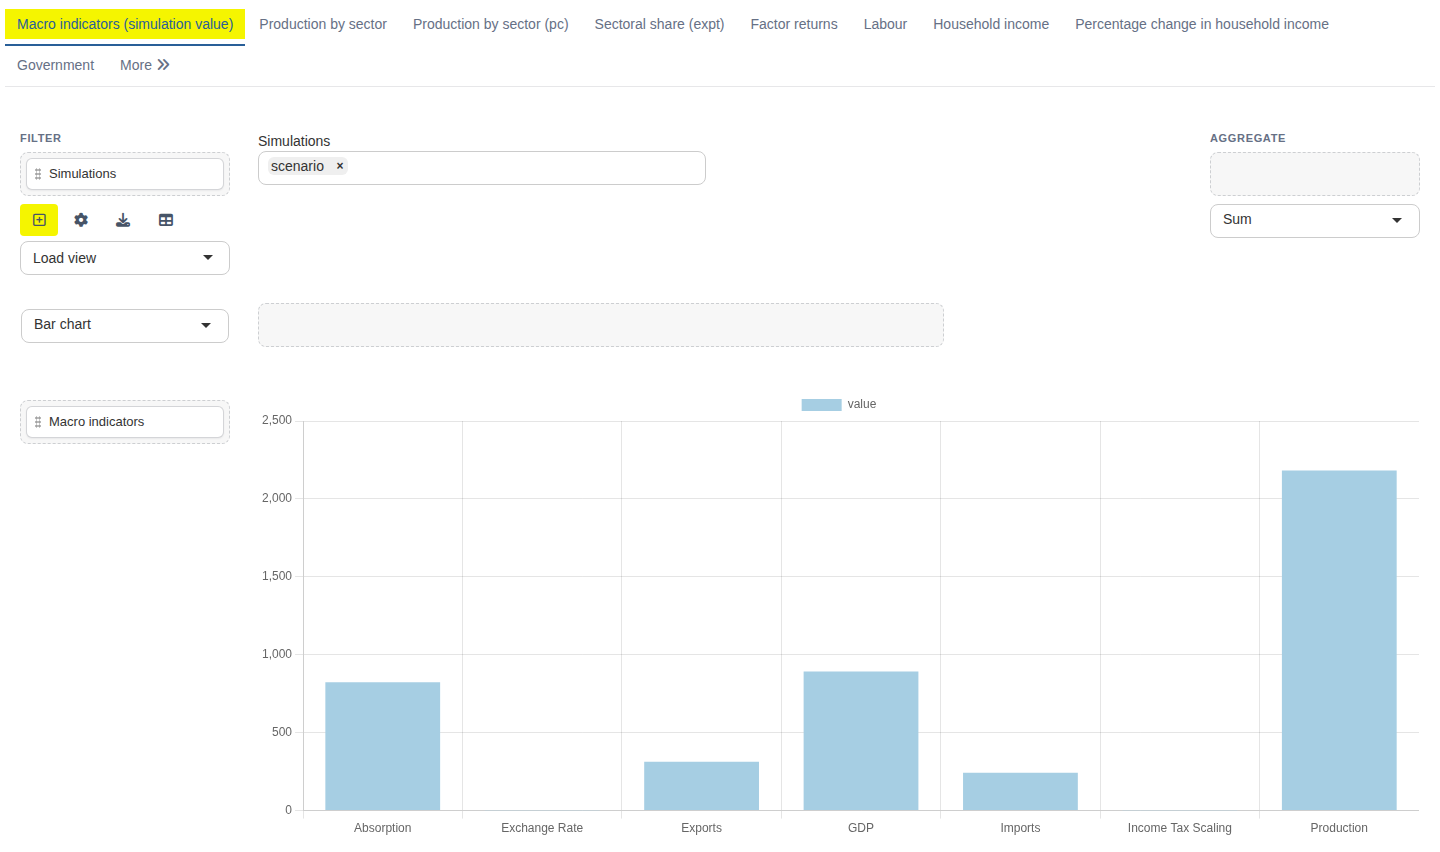 Macro indicators (simulation value) Production by sector Production by sector (pc) Sectoral share (expt) Factor returns Labour Household income Percentage change in household income
Government More
FILTER
Simulations
Simulations
scenario ×
AGGREGATE
Sum
Load view
Bar chart
Macro indicators
value
2,500
2,000
1,500
1,000
500
0
Absorption Exchange Rate Exports GDP Imports Income Tax Scaling Production